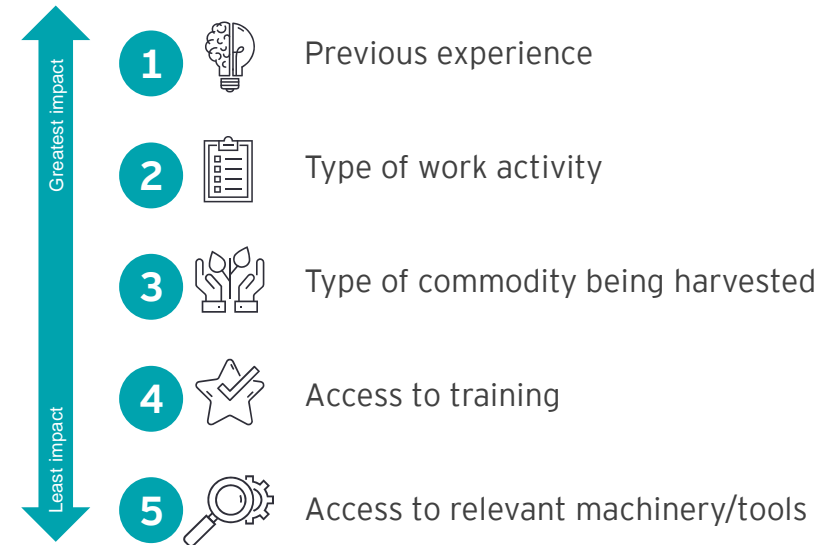 Greatest impact
1
Previous experience
2
Type of work activity
3
Type of commodity being harvested
4
Access to training
Least impact
5
Access to relevant machinery/tools